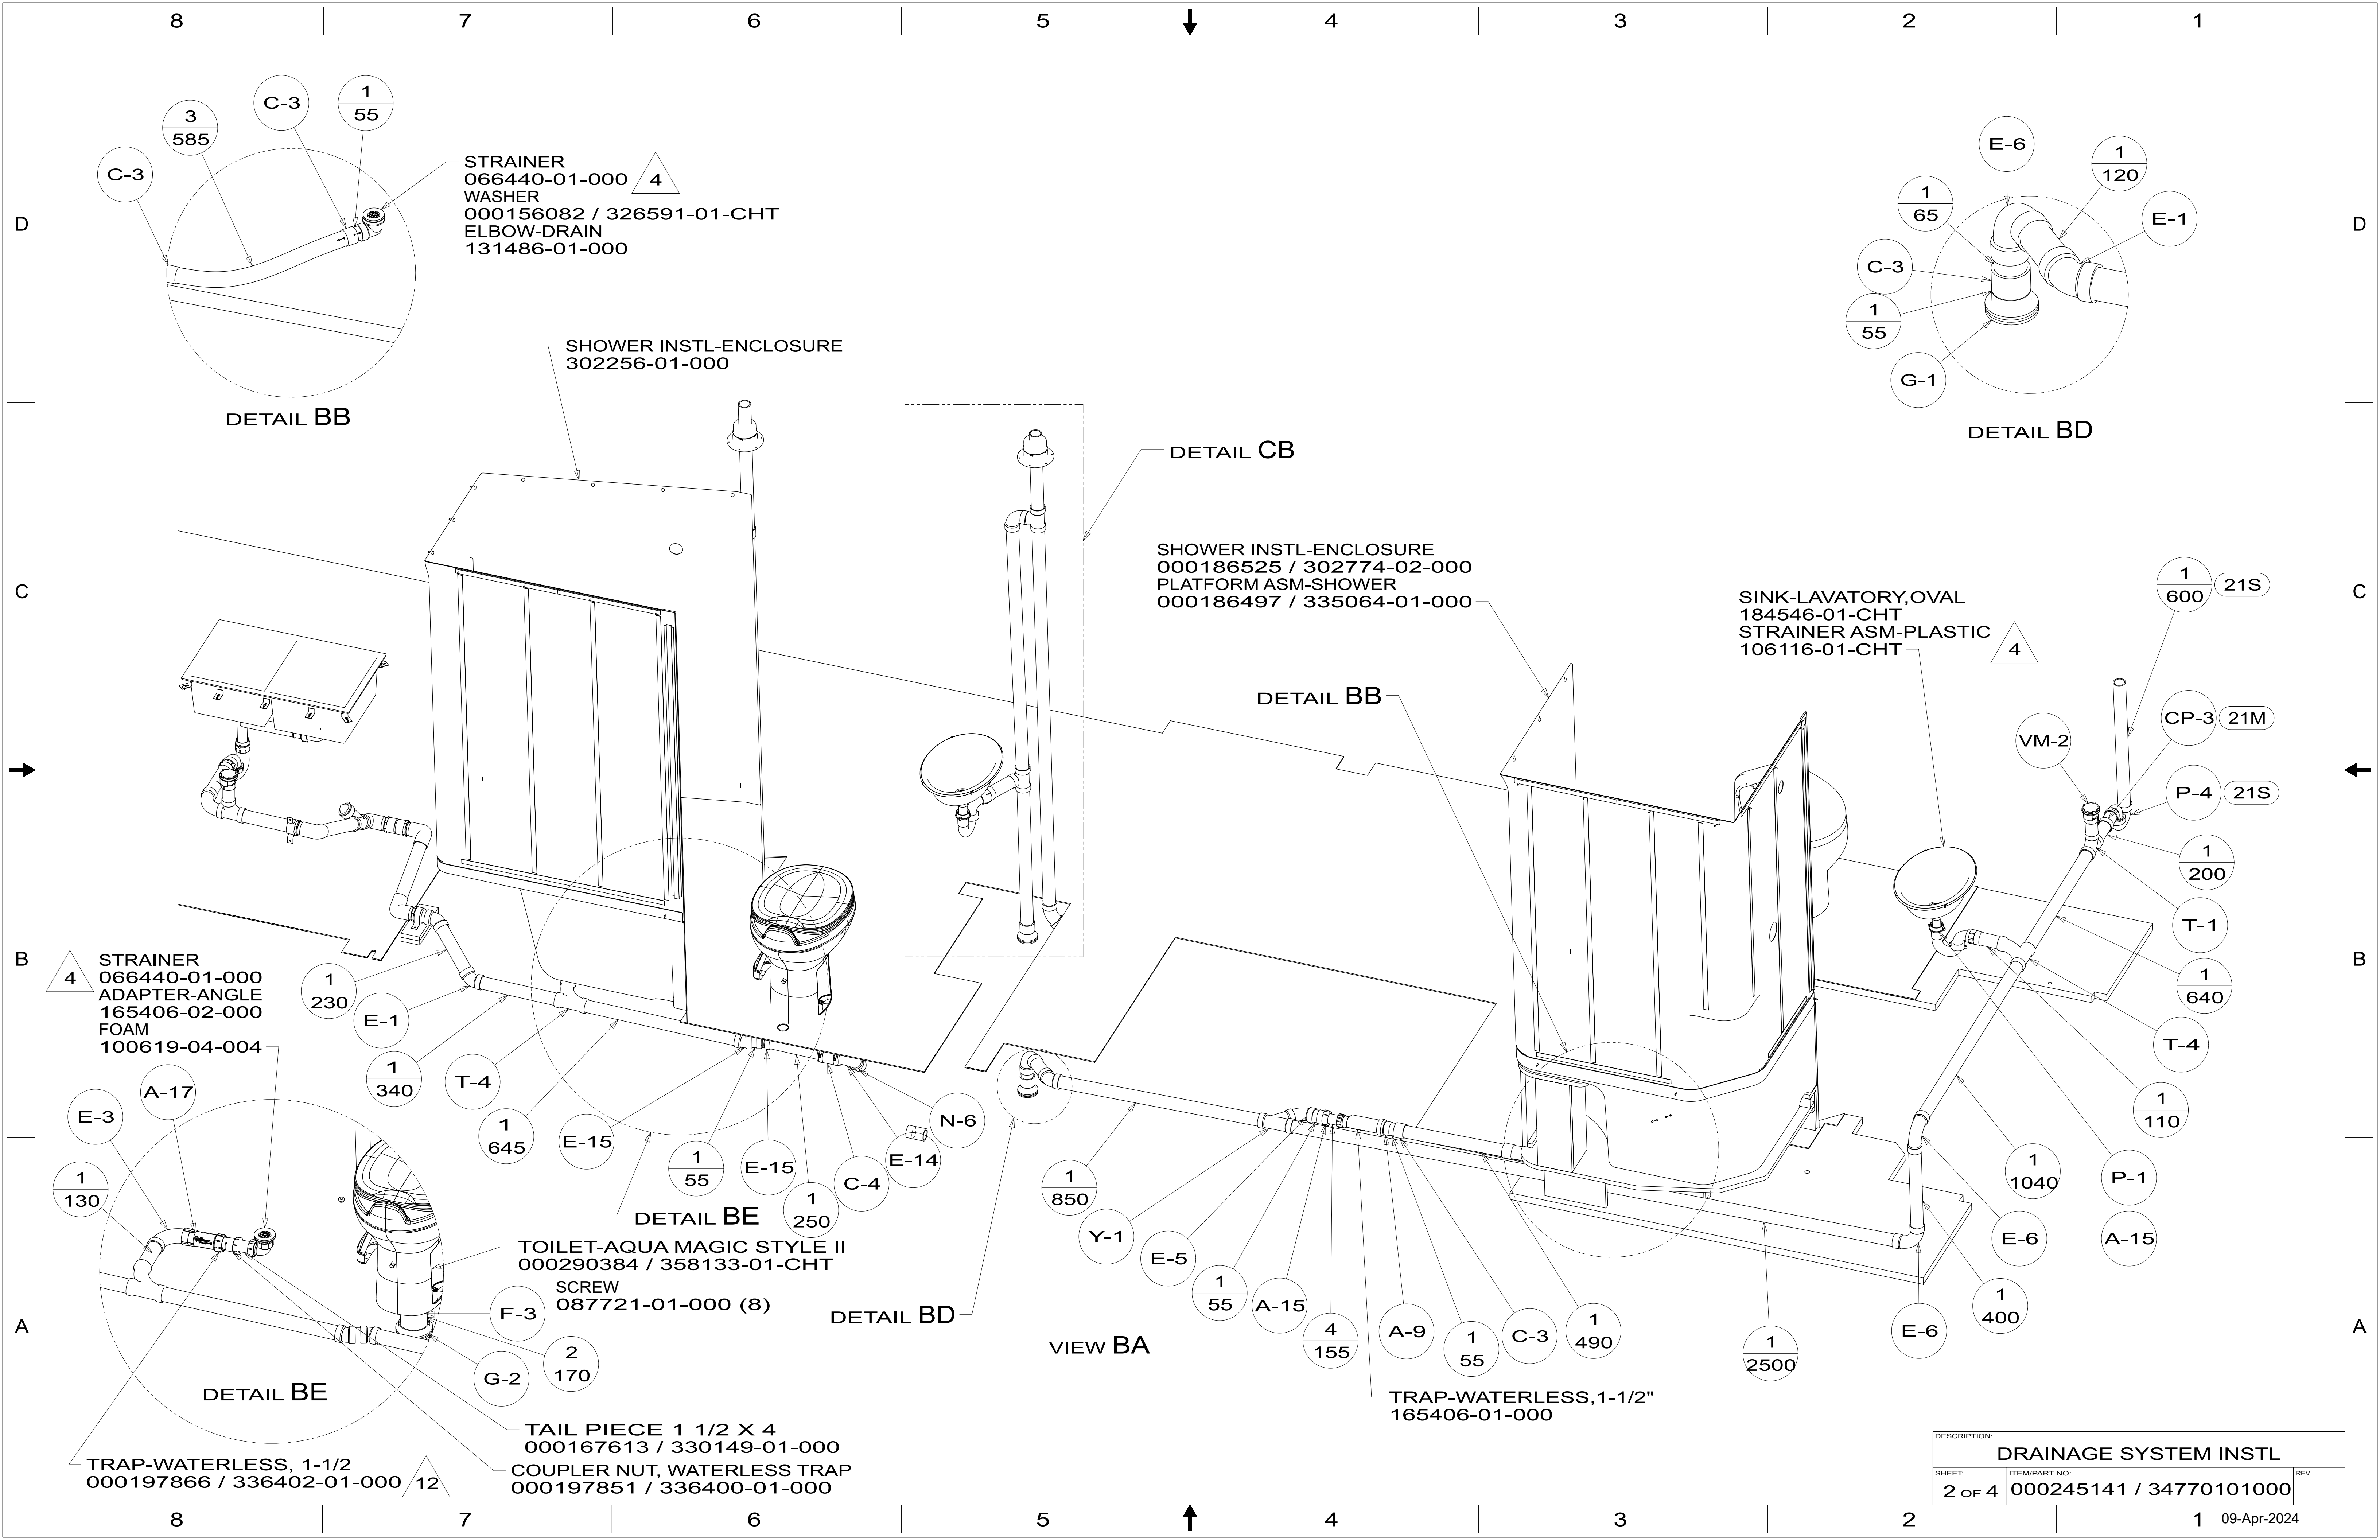 8 7 6 5 4 3 2 1
D
C
B
A
C-3
3
585
C-3
1
55
STRAINER
066440-01-000
4
WASHER
000156082 / 326591-01-CHT
ELBOW-DRAIN
131486-01-000
DETAIL BB
E-6
1
120
1
65
E-1
C-3
1
55
G-1
DETAIL BD
SHOWER INSTL-ENCLOSURE
302256-01-000
DETAIL CB
SHOWER INSTL-ENCLOSURE
000186525 / 302774-02-000
PLATFORM ASM-SHOWER
000186497 / 335064-01-000
DETAIL BB
SINK-LAVATORY,OVAL
184546-01-CHT
STRAINER ASM-PLASTIC
106116-01-CHT
4
1
600
21S
CP-3
21M
VM-2
P-4
21S
1
200
T-1
1
640
T-4
1
110
P-1
A-15
1
1040
E-6
1
400
E-6
1
2500
4
STRAINER
066440-01-000
ADAPTER-ANGLE
165406-02-000
FOAM
100619-04-004
1
230
E-1
1
340
T-4
1
645
E-15
1
55
E-15
1
250
C-4
E-14
N-6
DETAIL BE
A-17
E-3
1
130
TOILET-AQUA MAGIC STYLE II
000290384 / 358133-01-CHT
SCREW
087721-01-000 (8)
F-3
2
170
G-2
DETAIL BE
TAIL PIECE 1 1/2 X 4
000167613 / 330149-01-000
COUPLER NUT, WATERLESS TRAP
000197851 / 336400-01-000
TRAP-WATERLESS, 1-1/2
000197866 / 336402-01-000
12
1
850
Y-1
E-5
1
55
A-15
4
155
A-9
1
55
C-3
1
490
DETAIL BD
VIEW BA
TRAP-WATERLESS,1-1/2"
165406-01-000
DESCRIPTION:
DRAINAGE SYSTEM INSTL
SHEET:
2 OF 4
ITEM/PART NO:
000245141 / 34770101000
REV
D
C
B
A
8 7 6 5 4 3 2 1
09-Apr-2024